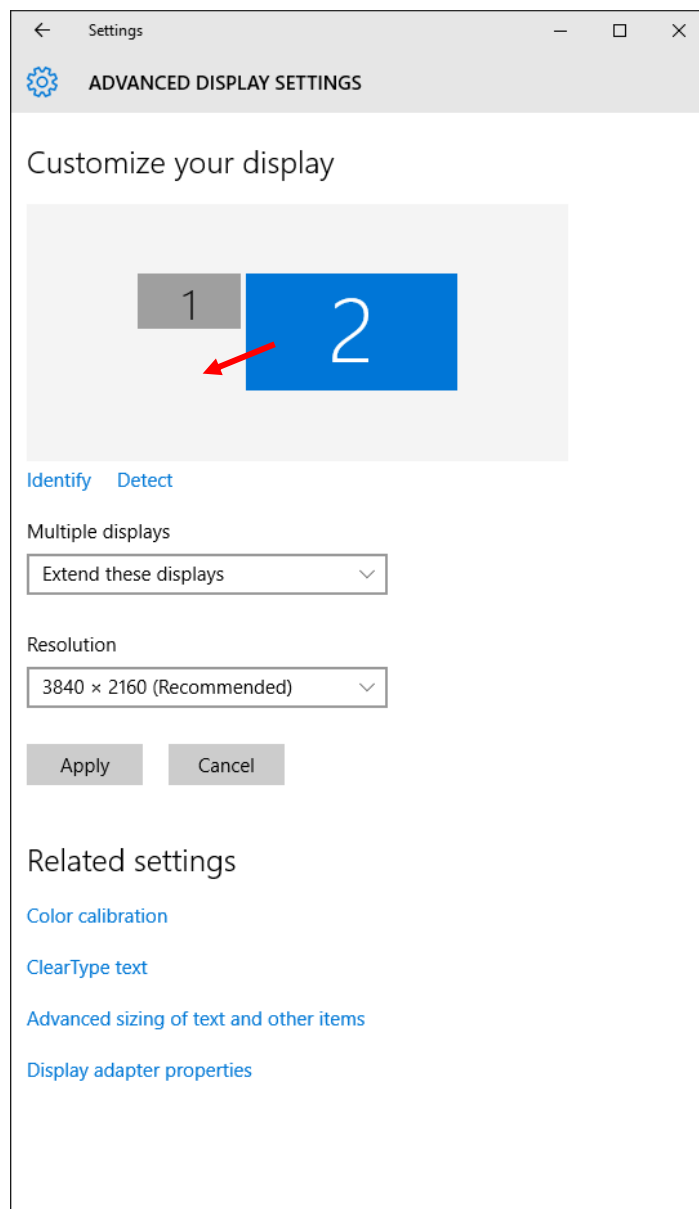 Settings
ADVANCED DISPLAY SETTINGS
Customize your display
1 2
Identify Detect
Multiple displays
Extend these displays
Resolution
3840 × 2160 (Recommended)
Apply Cancel
Related settings
Color calibration
ClearType text
Advanced sizing of text and other items
Display adapter properties